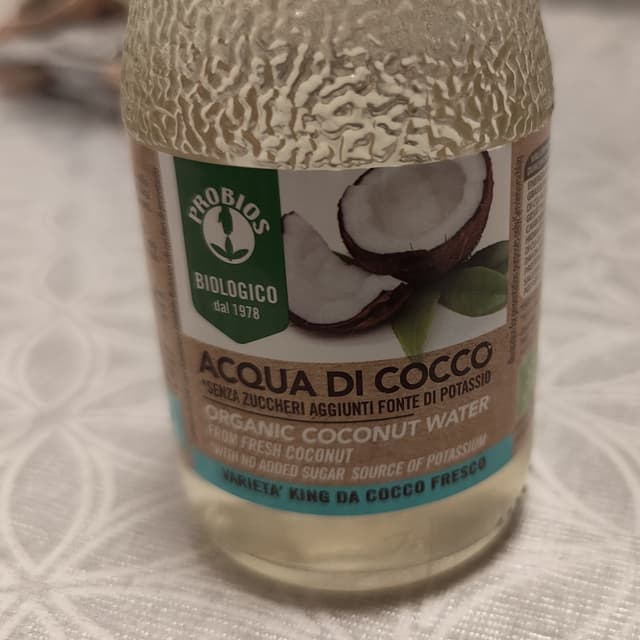 PROBIOS
BIOLOGICO
dal 1978
ACQUA DI COCCO
*SENZA ZUCCHERI AGGIUNTI FONTE DI POTASSIO
ORGANIC COCONUT WATER
FROM FRESH COCONUT
WITH NO ADDED SUGAR SOURCE OF POTASSIUM
VARIETA' KING DA COCCO FRESCO